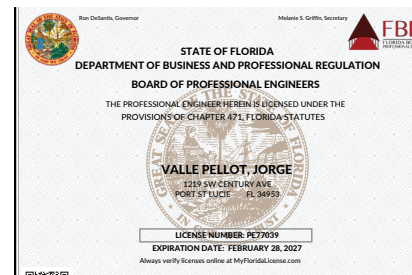 Ron DeSantis, Governor
Melanie S. Griffin, Secretary
FB
STATE OF FLORIDA
DEPARTMENT OF BUSINESS AND PROFESSIONAL REGULATION
BOARD OF PROFESSIONAL ENGINEERS
THE PROFESSIONAL ENGINEER HEREIN IS LICENSED UNDER THE
PROVISIONS OF CHAPTER 471, FLORIDA STATUTES
VALLE PELLOT, JORGE
1219 SW CENTURY AVE
PORT ST LUCIE FL 34953
LICENSE NUMBER: PE77039
EXPIRATION DATE: FEBRUARY 28, 2027
Always verify licenses online at MyFloridaLicense.com